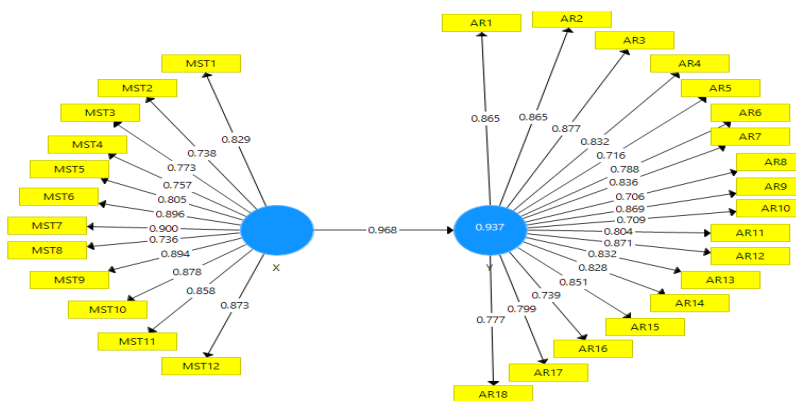 MST1
MST2
MST3
MST4
MST5
MST6
MST7
MST8
MST9
MST10
MST11
MST12
0.829
0.738
0.773
0.757
0.805
0.896
0.900
0.736
0.894
0.878
0.858
0.873
X
0.968
0.937
Y
AR1
AR2
AR3
AR4
AR5
AR6
AR7
AR8
AR9
AR10
AR11
AR12
AR13
AR14
AR15
AR16
AR17
AR18
0.865
0.865
0.877
0.832
0.716
0.788
0.836
0.706
0.869
0.709
0.804
0.871
0.832
0.828
0.851
0.739
0.799
0.777